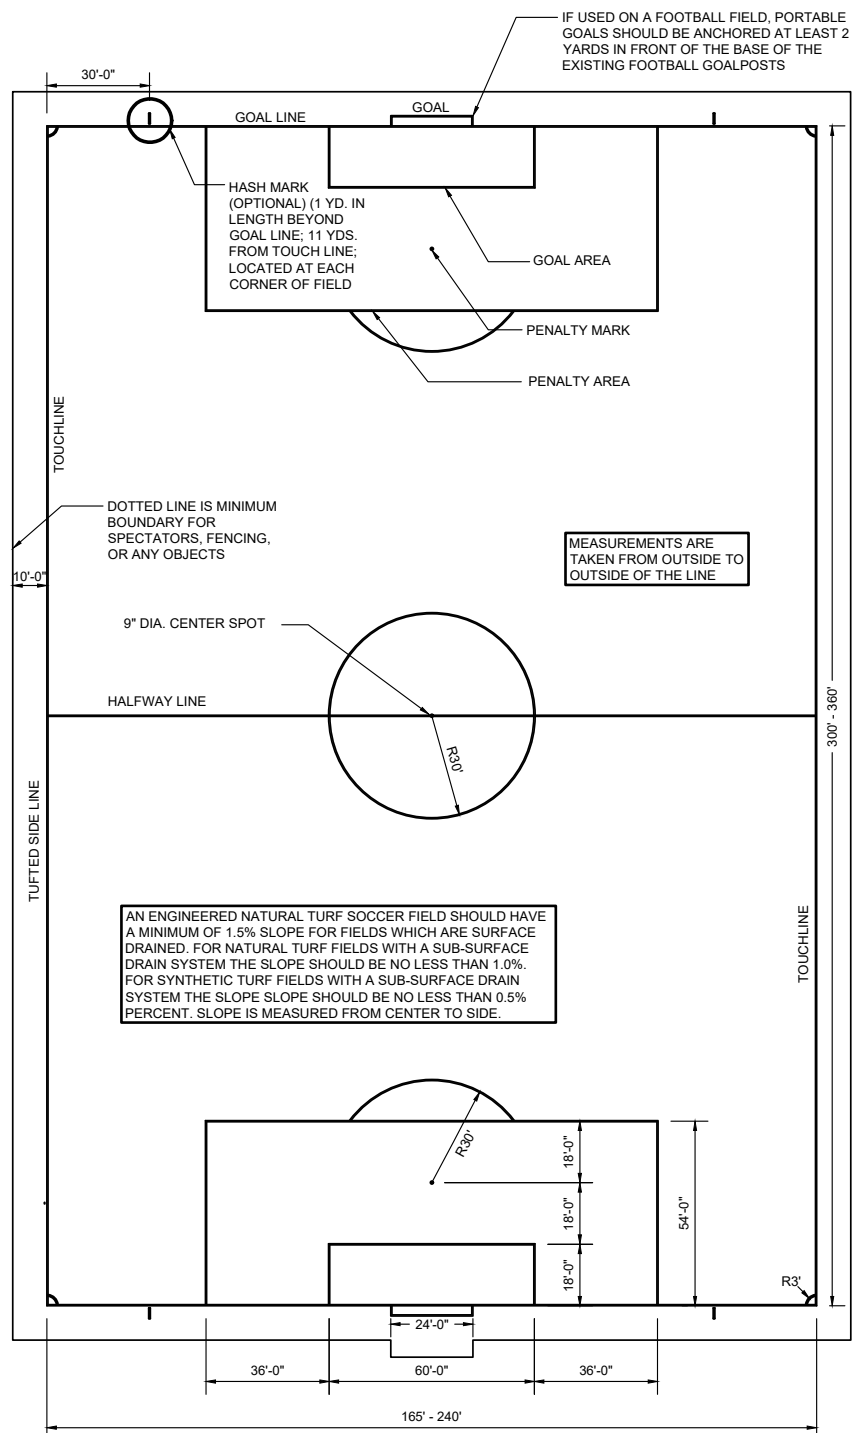 IF USED ON A FOOTBALL FIELD, PORTABLE
GOALS SHOULD BE ANCHORED AT LEAST 2
YARDS IN FRONT OF THE BASE OF THE
EXISTING FOOTBALL GOALPOSTS
30'-0"
GOAL LINE
GOAL
HASH MARK
(OPTIONAL) (1 YD. IN
LENGTH BEYOND
GOAL LINE; 11 YDS.
FROM TOUCH LINE;
LOCATED AT EACH
CORNER OF FIELD
GOAL AREA
PENALTY MARK
PENALTY AREA
TOUCHLINE
DOTTED LINE IS MINIMUM
BOUNDARY FOR
SPECTATORS, FENCING,
OR ANY OBJECTS
MEASUREMENTS ARE
TAKEN FROM OUTSIDE TO
OUTSIDE OF THE LINE
10'-0"
9" DIA. CENTER SPOT
HALFWAY LINE
R30'
300' - 360'
TUFTED SIDE LINE
AN ENGINEERED NATURAL TURF SOCCER FIELD SHOULD HAVE
A MINIMUM OF 1.5% SLOPE FOR FIELDS WHICH ARE SURFACE
DRAINED. FOR NATURAL TURF FIELDS WITH A SUB-SURFACE
DRAIN SYSTEM THE SLOPE SHOULD BE NO LESS THAN 1.0%.
FOR SYNTHETIC TURF FIELDS WITH A SUB-SURFACE DRAIN
SYSTEM THE SLOPE SLOPE SHOULD BE NO LESS THAN 0.5%
PERCENT. SLOPE IS MEASURED FROM CENTER TO SIDE.
TOUCHLINE
R30'
18'-0"
18'-0"
18'-0"
54'-0"
R3'
24'-0"
36'-0"
60'-0"
36'-0"
165' - 240'